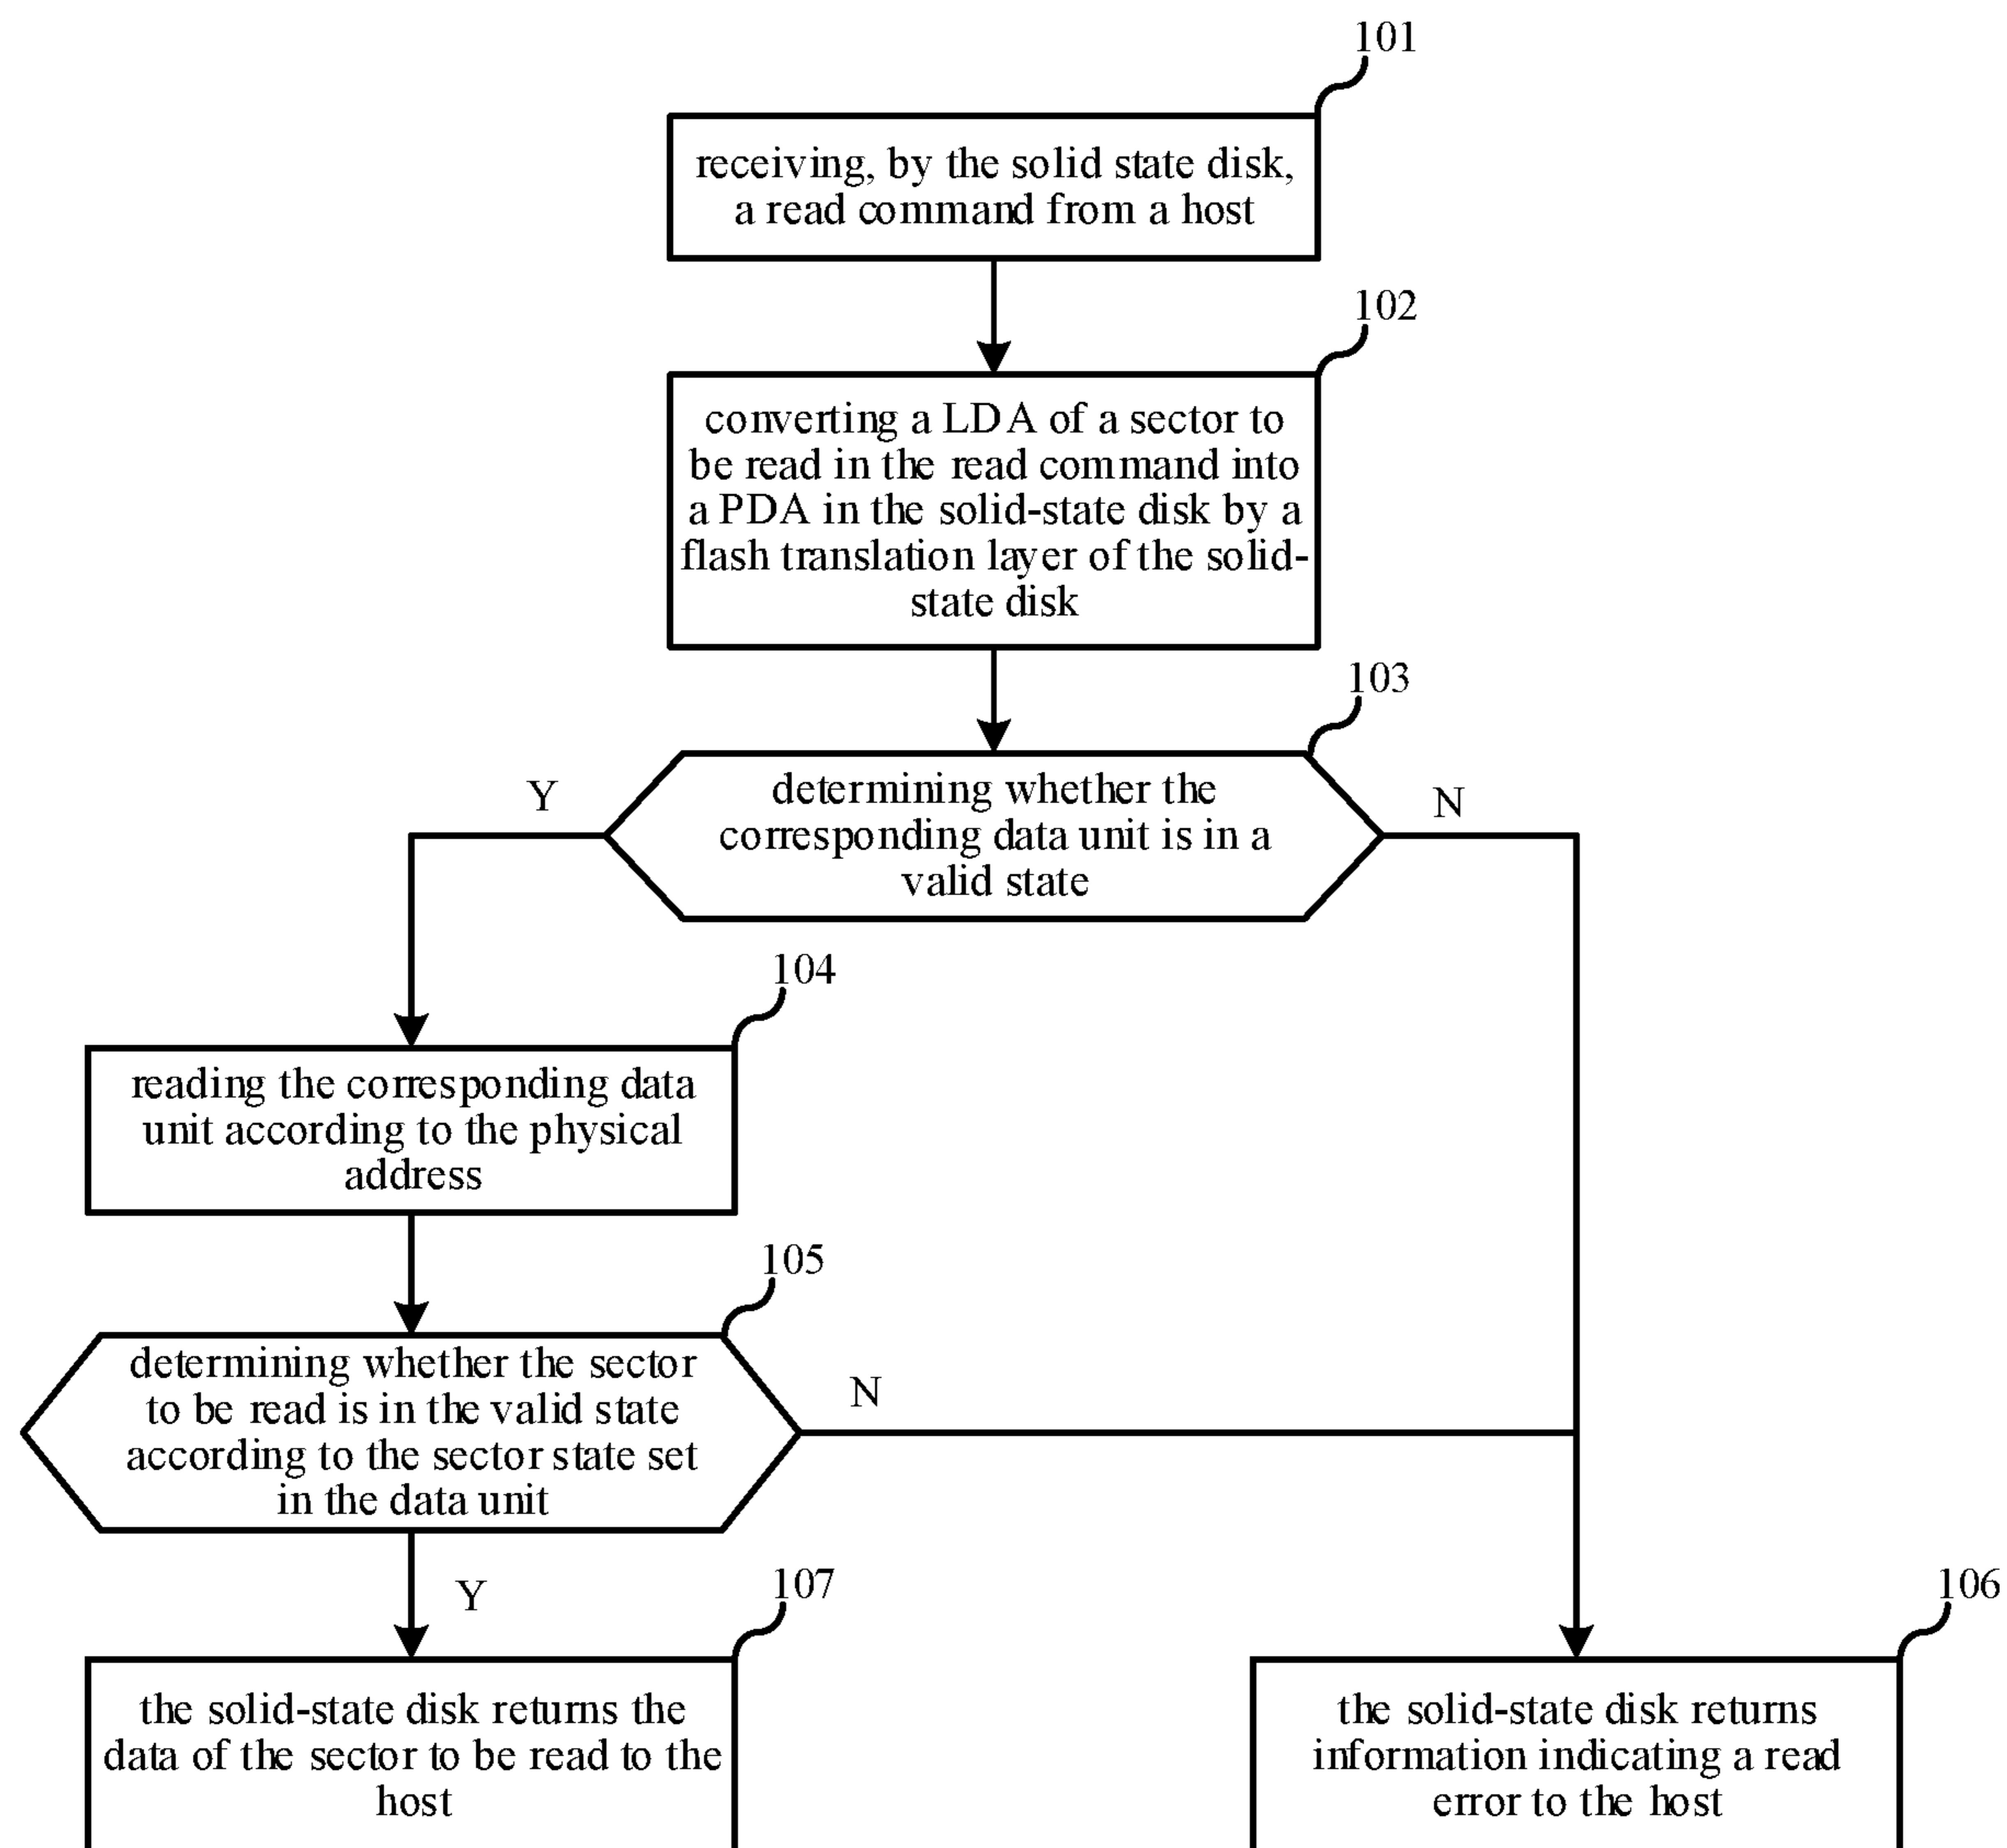 101
receiving, by the solid state disk,
a read command from a host
102
converting a LDA of a sector to
be read in the read command into
a PDA in the solid-state disk by a
flash translation layer of the solid-
state disk
103
determining whether the
corresponding data unit is in a
valid state
Y
N
104
reading the corresponding data
unit according to the physical
address
105
determining whether the sector
to be read is in the valid state
according to the sector state set
in the data unit
N
Y
107
the solid-state disk returns the
data of the sector to be read to the
host
106
the solid-state disk returns
information indicating a read
error to the host